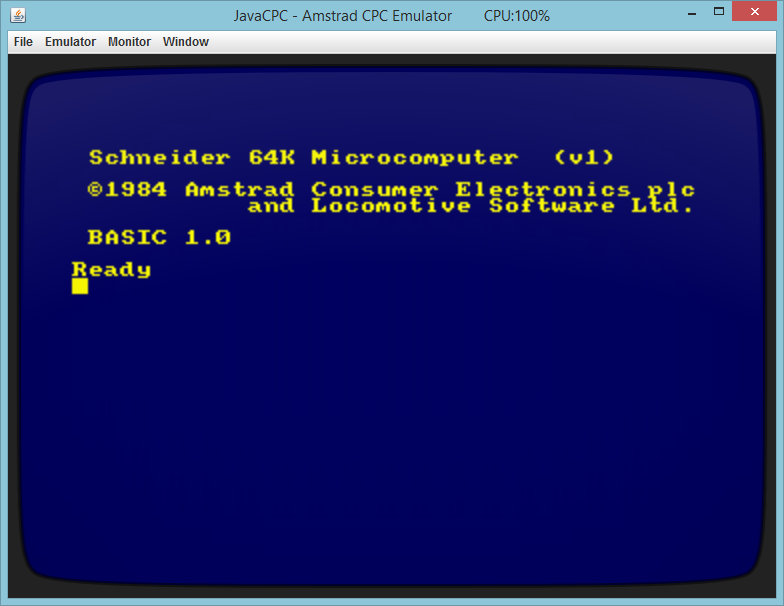 JavaCPC - Amstrad CPC Emulator CPU:100%
File Emulator Monitor Window
Schneider 64K Microcomputer (v1)
©1984 Amstrad Consumer Electronics plc
and Locomotive Software Ltd.
BASIC 1.0
Ready